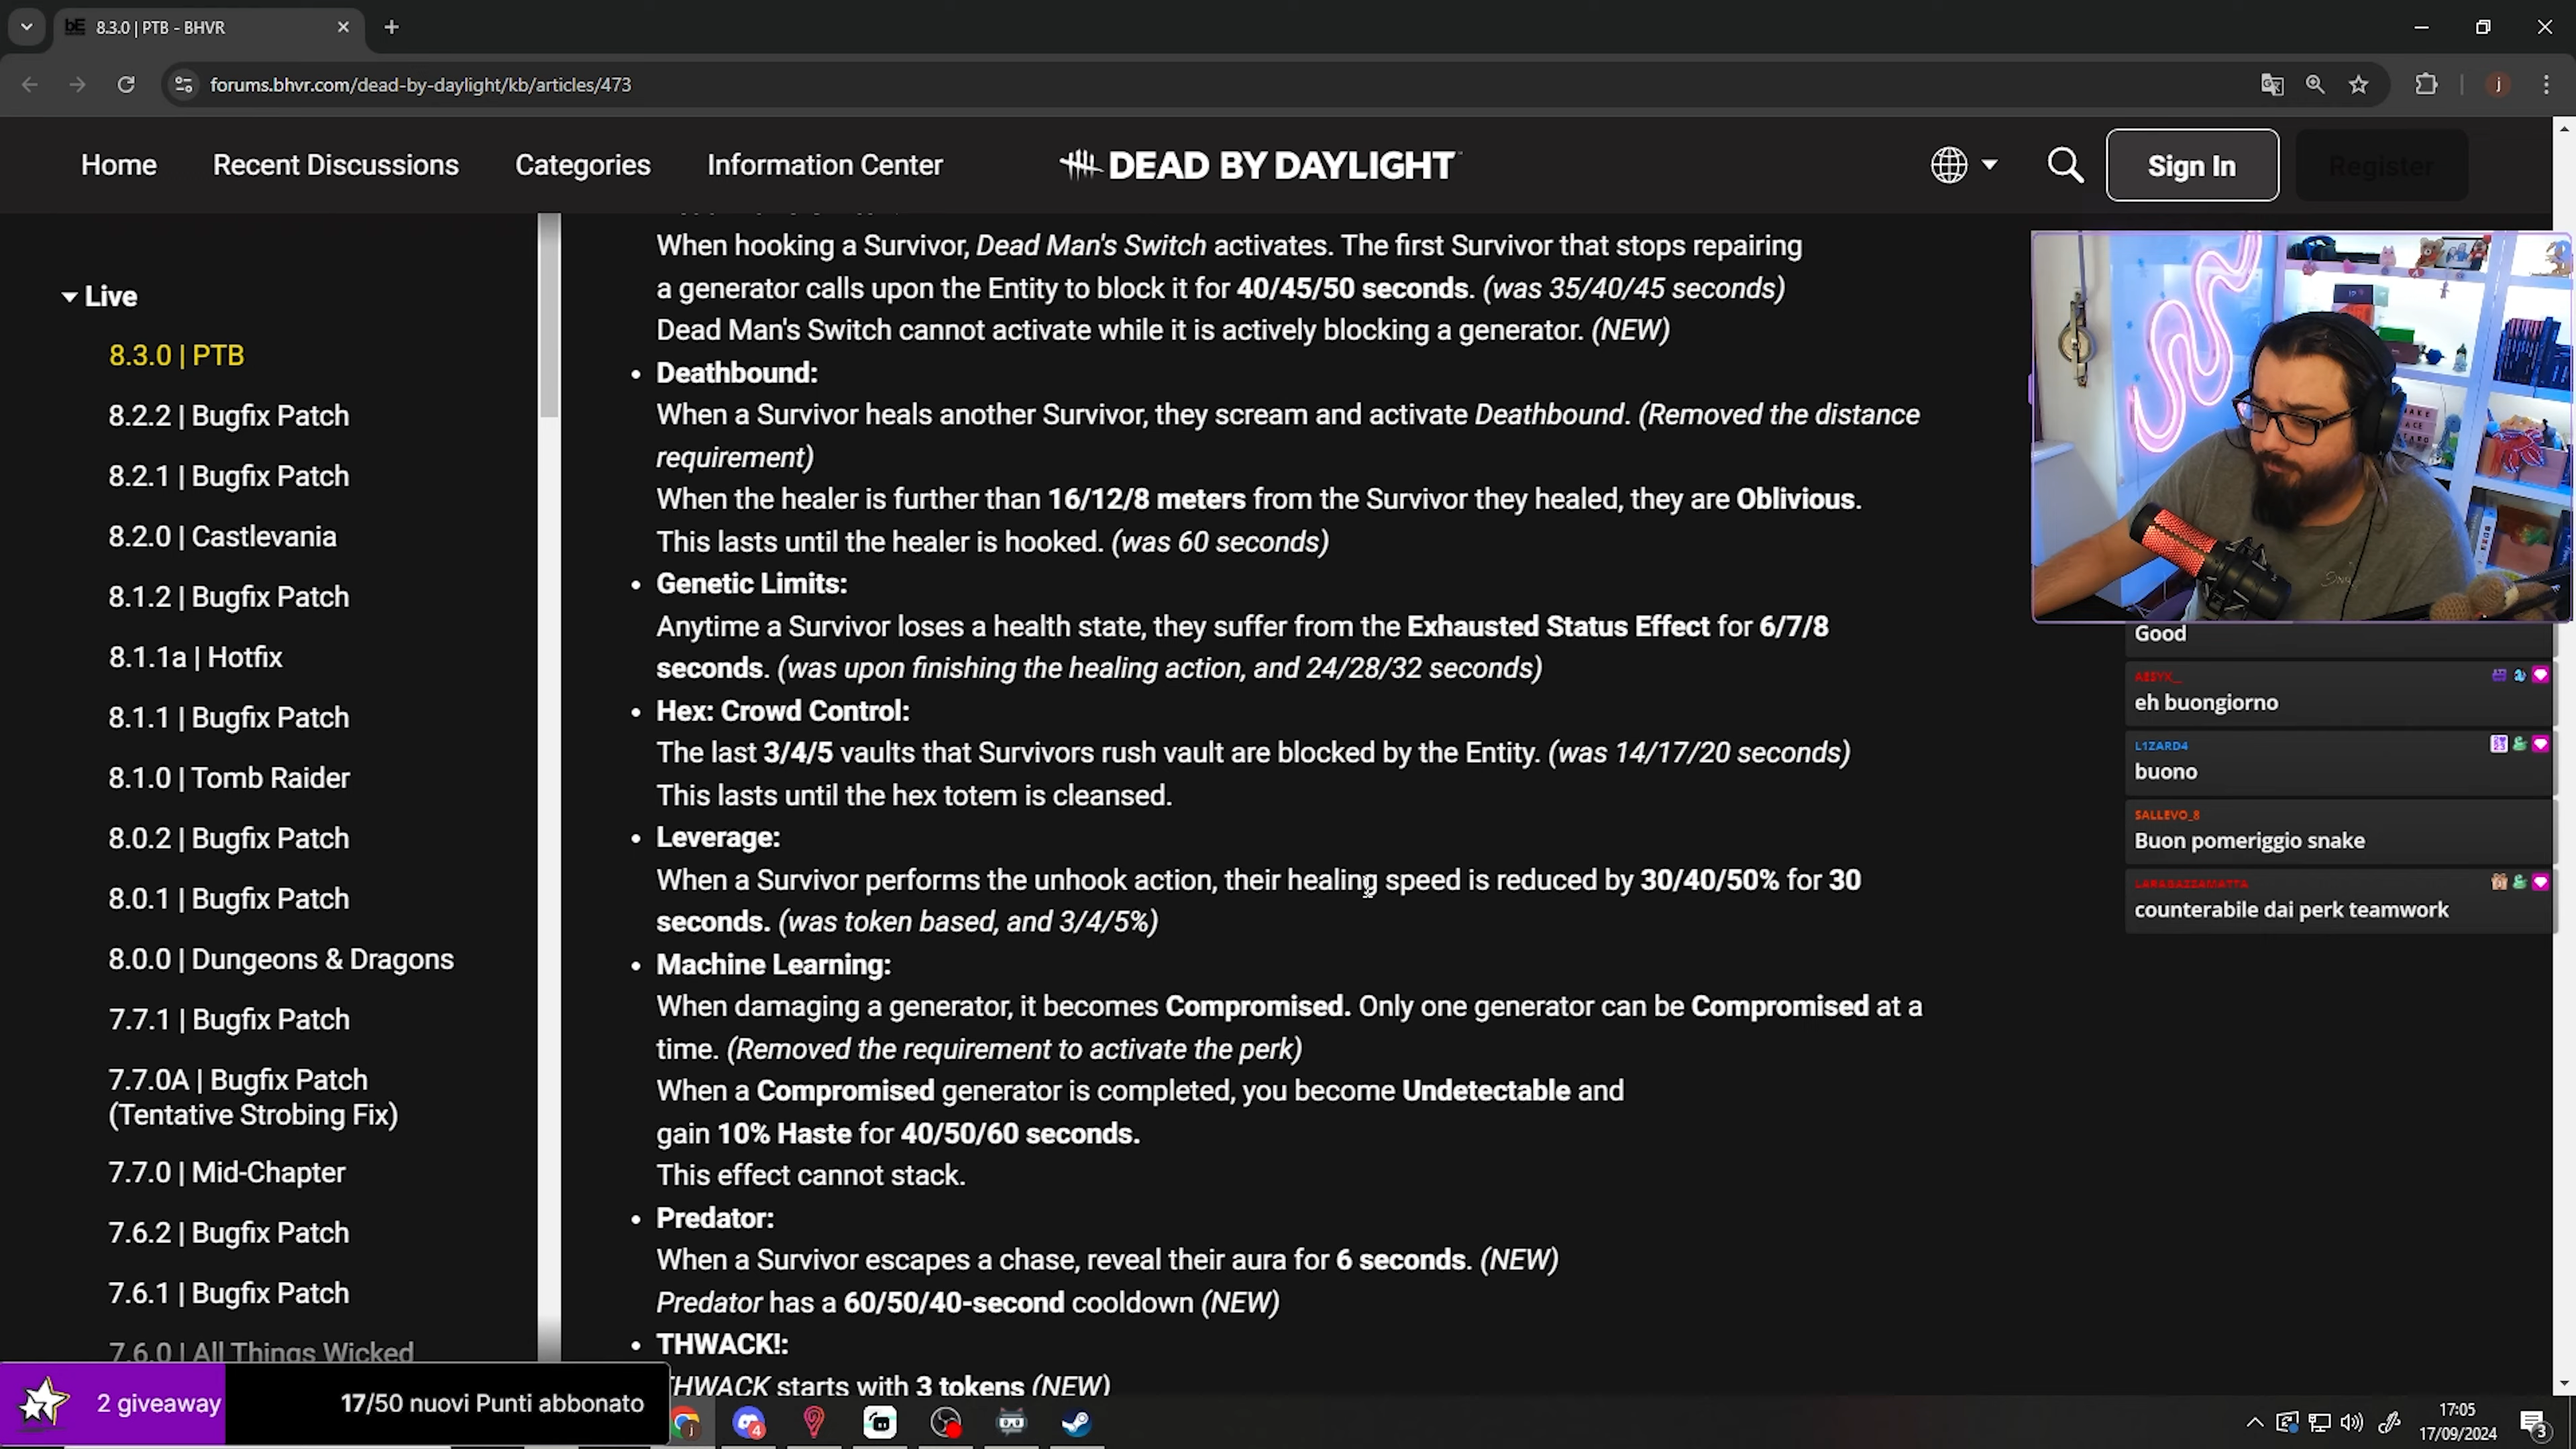 8.3.0 | PTB - BHVR
forums.bhvr.com/dead-by-daylight/kb/articles/473
j
Home
Recent Discussions
Categories
Information Center
DEAD BY DAYLIGHT
Sign In
Register
Live
8.3.0 | PTB
8.2.2 | Bugfix Patch
8.2.1 | Bugfix Patch
8.2.0 | Castlevania
8.1.2 | Bugfix Patch
8.1.1a | Hotfix
8.1.1 | Bugfix Patch
8.1.0 | Tomb Raider
8.0.2 | Bugfix Patch
8.0.1 | Bugfix Patch
8.0.0 | Dungeons & Dragons
7.7.1 | Bugfix Patch
7.7.0A | Bugfix Patch
(Tentative Strobing Fix)
7.7.0 | Mid-Chapter
7.6.2 | Bugfix Patch
7.6.1 | Bugfix Patch
7.6.0 | All Things Wicked
When hooking a Survivor, Dead Man's Switch activates. The first Survivor that stops repairing
a generator calls upon the Entity to block it for 40/45/50 seconds. (was 35/40/45 seconds)
Dead Man's Switch cannot activate while it is actively blocking a generator. (NEW)
• Deathbound:
When a Survivor heals another Survivor, they scream and activate Deathbound. (Removed the distance
requirement)
When the healer is further than 16/12/8 meters from the Survivor they healed, they are Oblivious.
This lasts until the healer is hooked. (was 60 seconds)
• Genetic Limits:
Anytime a Survivor loses a health state, they suffer from the Exhausted Status Effect for 6/7/8
seconds. (was upon finishing the healing action, and 24/28/32 seconds)
• Hex: Crowd Control:
The last 3/4/5 vaults that Survivors rush vault are blocked by the Entity. (was 14/17/20 seconds)
This lasts until the hex totem is cleansed.
• Leverage:
When a Survivor performs the unhook action, their healing speed is reduced by 30/40/50% for 30
seconds. (was token based, and 3/4/5%)
• Machine Learning:
When damaging a generator, it becomes Compromised. Only one generator can be Compromised at a
time. (Removed the requirement to activate the perk)
When a Compromised generator is completed, you become Undetectable and
gain 10% Haste for 40/50/60 seconds.
This effect cannot stack.
• Predator:
When a Survivor escapes a chase, reveal their aura for 6 seconds. (NEW)
Predator has a 60/50/40-second cooldown (NEW)
• THWACK!:
THWACK starts with 3 tokens (NEW)
Good
eh buongiorno
L1ZARD4
buono
SALLEVO_8
Buon pomeriggio snake
LARAGAZZAMATTA
counterabile dai perk teamwork
2 giveaway
17/50 nuovi Punti abbonato
j
4
17:05
17/09/2024
3